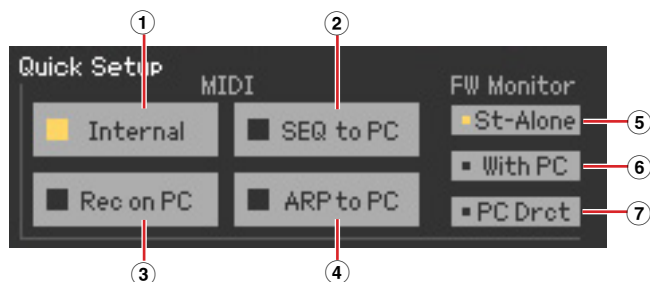 1
2
Quick Setup
MIDI
FW Monitor
Internal
SEQ to PC
St-Alone
5
With PC
6
Rec on PC
ARP to PC
PC Drct
7
3
4